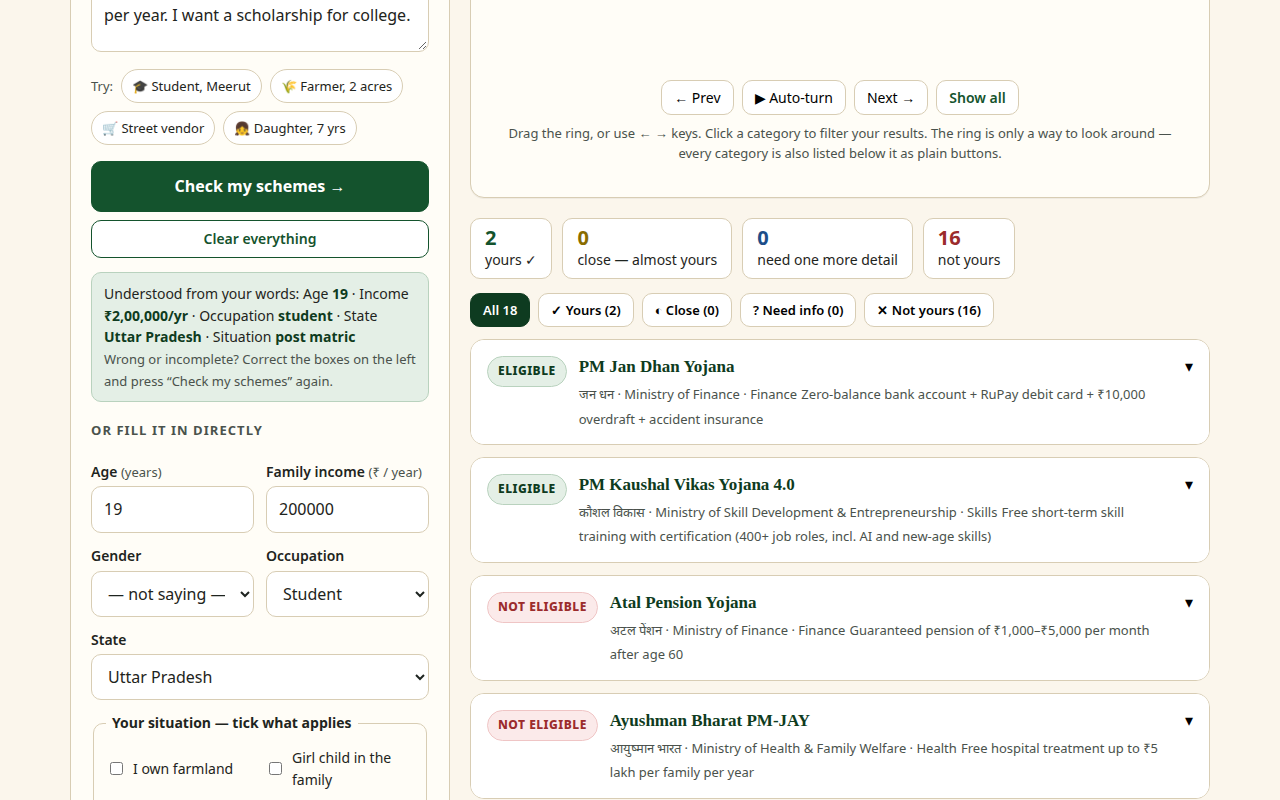 per year. I want a scholarship for college.
Try: 🎓 Student, Meerut 🌾 Farmer, 2 acres
🛒 Street vendor 👧 Daughter, 7 yrs
Check my schemes →
Clear everything
Understood from your words: Age 19 · Income
₹2,00,000/yr · Occupation student · State
Uttar Pradesh · Situation post matric
Wrong or incomplete? Correct the boxes on the left
and press “Check my schemes” again.
OR FILL IT IN DIRECTLY
Age (years) Family income (₹ / year)
19 200000
Gender Occupation
— not saying — Student
State
Uttar Pradesh
Your situation — tick what applies
I own farmland
Girl child in the
family
← Prev ▶ Auto-turn Next → Show all
Drag the ring, or use ← → keys. Click a category to filter your results. The ring is only a way to look around —
every category is also listed below it as plain buttons.
2 0 0 16
yours ✓ close — almost yours need one more detail not yours
All 18 ✓ Yours (2) ◖ Close (0) ? Need info (0) ✕ Not yours (16)
ELIGIBLE PM Jan Dhan Yojana ▾
जन धन · Ministry of Finance · Finance Zero-balance bank account + RuPay debit card + ₹10,000
overdraft + accident insurance
ELIGIBLE PM Kaushal Vikas Yojana 4.0 ▾
कौशल विकास · Ministry of Skill Development & Entrepreneurship · Skills Free short-term skill
training with certification (400+ job roles, incl. AI and new-age skills)
NOT ELIGIBLE Atal Pension Yojana ▾
अटल पेंशन · Ministry of Finance · Finance Guaranteed pension of ₹1,000–₹5,000 per month
after age 60
NOT ELIGIBLE Ayushman Bharat PM-JAY ▾
आयुष्मान भारत · Ministry of Health & Family Welfare · Health Free hospital treatment up to ₹5
lakh per family per year